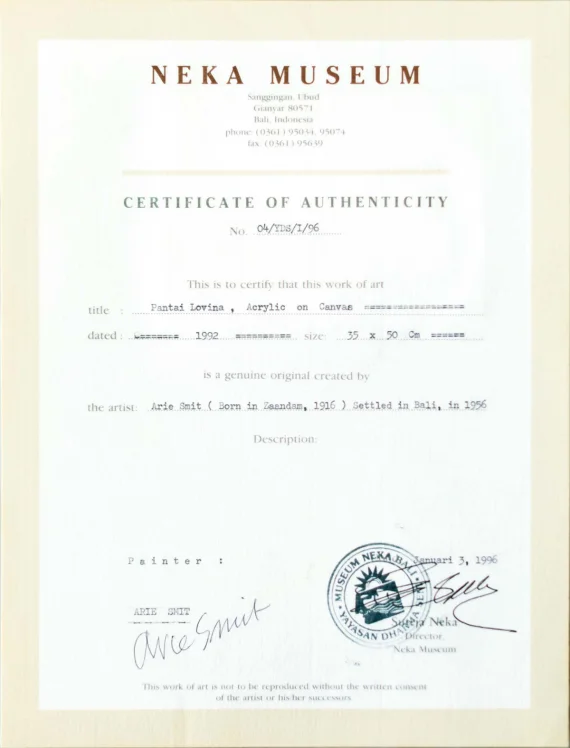 NEKA MUSEUM
Sanggingan, Ubud
Gianyar 80571
Bali, Indonesia
phone: (0361) 95034, 95074
fax. (0361) 95639
CERTIFICATE OF AUTHENTICITY
No. 04/YDS/I/96
This is to certify that this work of art
title : Pantai Lovina , Acrylic on Canvas
dated : 1992 size: 35 x 50 Cm
is a genuine original created by
the artist: Arie Smit ( Born in Zaandam, 1916 ) Settled in Bali, in 1956
Description:
Painter :
Januari 3, 1996
MUSEUM NEKA BALI
YAYASAN DHARMA
ARIE SMIT
Arie Smit
Suteja Neka
Director
Neka Museum
This work of art is not to be reproduced without the written consent
of the artist or his/her successors